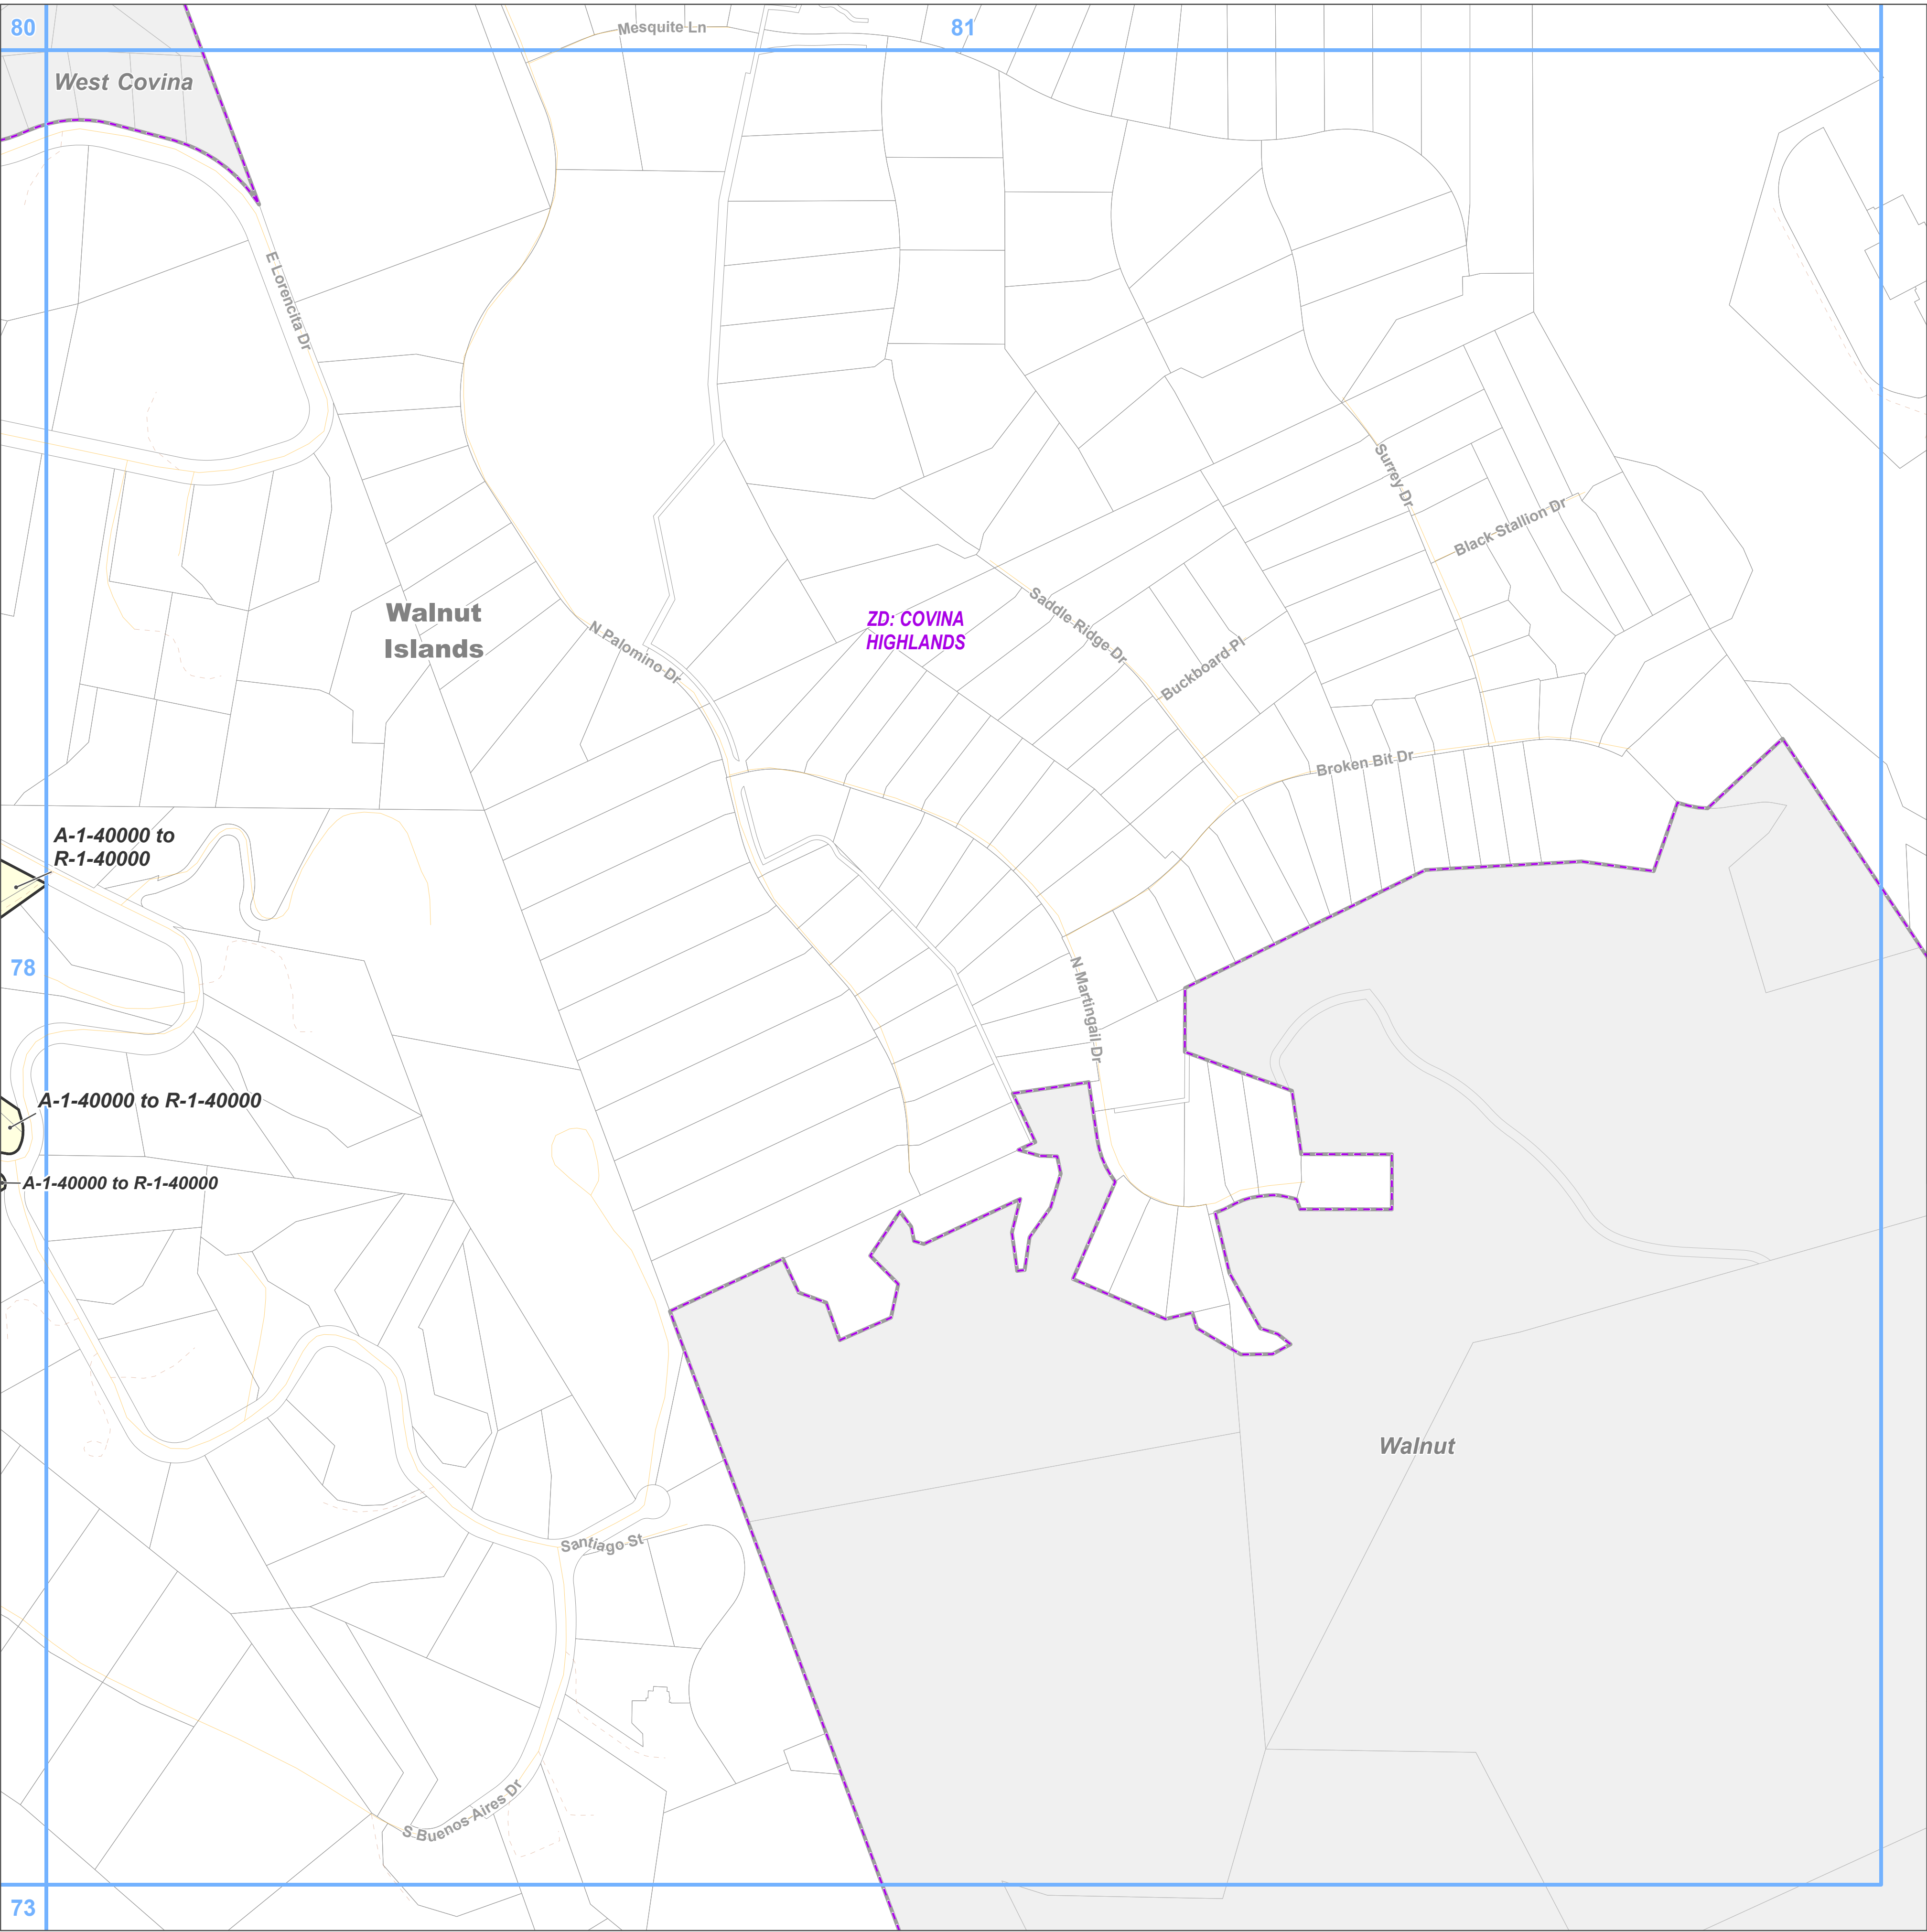 80
81
Mesquite Ln
West Covina
E Lorencita Dr
Surrey Dr
Black Stallion Dr
Walnut
Islands
ZD: COVINA
HIGHLANDS
Saddle Ridge Dr
N Palomino Dr
Buckboard Pl
Broken Bit Dr
A-1-40000 to
R-1-40000
78
N Martingail Dr
A-1-40000 to R-1-40000
A-1-40000 to R-1-40000
Walnut
Santiago St
S Buenos Aires Dr
73